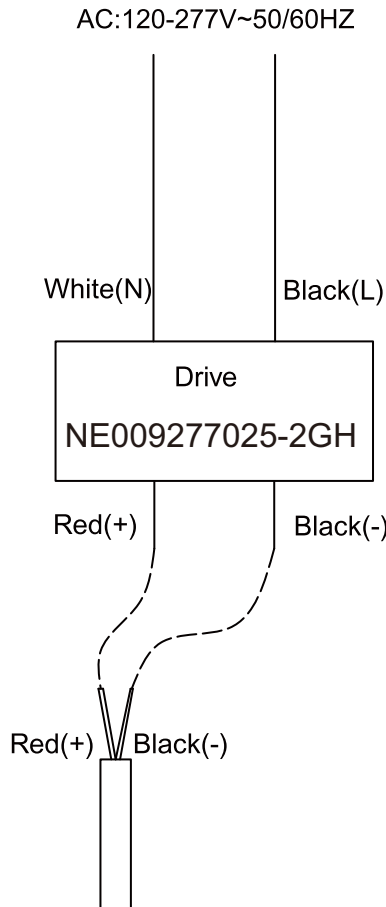 AC:120-277V~50/60HZ
White(N) Black(L)
Drive
NE009277025-2GH
Red(+) Black(-)
Red(+) Black(-)